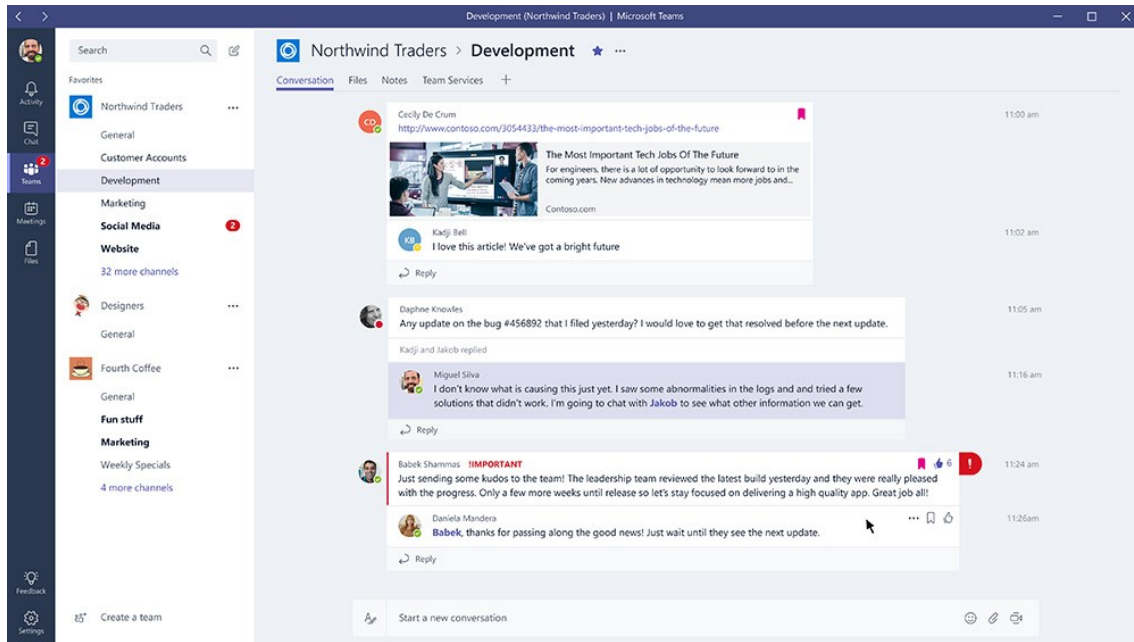 Development (Northwind Traders) | Microsoft Teams
Search
Activity
Chat
2
Teams
Meetings
Files
Feedback
Settings
Favorites
Northwind Traders
General
Customer Accounts
Development
Marketing
Social Media 2
Website
32 more channels
Designers
General
Fourth Coffee
General
Fun stuff
Marketing
Weekly Specials
4 more channels
Create a team
Northwind Traders > Development
Conversation Files Notes Team Services
CD
Cecily De Crum 11:00 am
http://www.contoso.com/3054433/the-most-important-tech-jobs-of-the-future
The Most Important Tech Jobs Of The Future
For engineers, there is a lot of opportunity to look forward to in the
coming years. New advances in technology mean more jobs and...
Contoso.com
KB
Kadji Bell 11:02 am
I love this article! We've got a bright future
Reply
Daphne Knowles 11:05 am
Any update on the bug #456892 that I filed yesterday? I would love to get that resolved before the next update.
Kadji and Jakob replied
Miguel Silva 11:16 am
I don't know what is causing this just yet. I saw some abnormalities in the logs and and tried a few
solutions that didn't work. I'm going to chat with Jakob to see what other information we can get.
Reply
Babek Shammas !IMPORTANT 6 ! 11:24 am
Just sending some kudos to the team! The leadership team reviewed the latest build yesterday and they were really pleased
with the progress. Only a few more weeks until release so let's stay focused on delivering a high quality app. Great job all!
Daniela Mandera 11:26am
Babek, thanks for passing along the good news! Just wait until they see the next update.
Reply
Start a new conversation